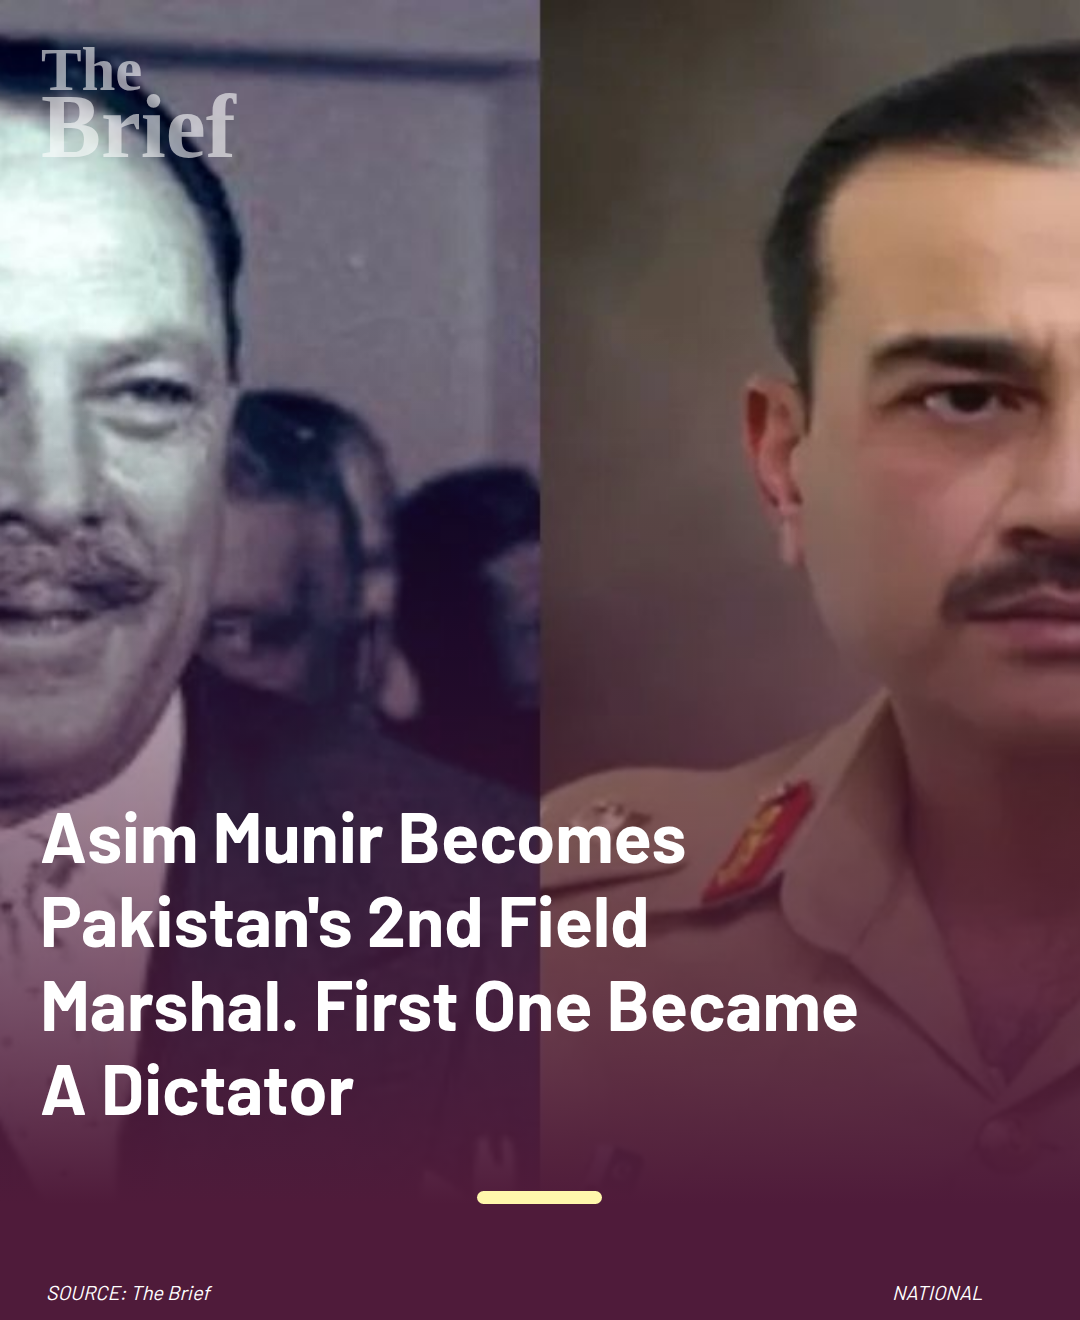 The
Brief
Asim Munir Becomes
Pakistan's 2nd Field
Marshal. First One Became
A Dictator
SOURCE: The Brief
NATIONAL